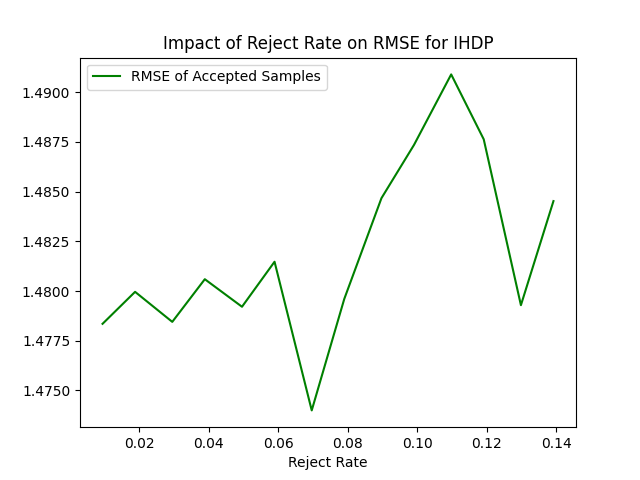 Impact of Reject Rate on RMSE for IHDP
RMSE of Accepted Samples
1.4900
1.4875
1.4850
1.4825
1.4800
1.4775
1.4750
0.02 0.04 0.06 0.08 0.10 0.12 0.14
Reject Rate